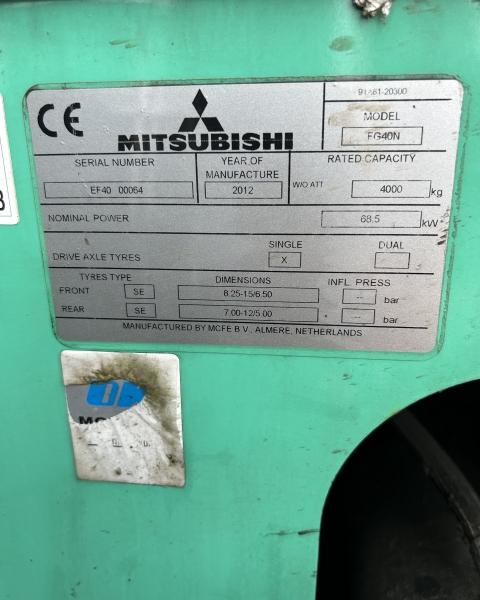 CE
91A81-20300
MODEL
FG40N
MITSUBISHI
SERIAL NUMBER
EF40 00064
YEAR OF
MANUFACTURE
2012
RATED CAPACITY
W/O ATT. 4000 kg
NOMINAL POWER 68.5 kW
SINGLE DUAL
DRIVE AXLE TYRES X
TYRES TYPE DIMENSIONS INFL. PRESS
FRONT SE 8.25-15/6.50 -- bar
REAR SE 7.00-12/5.00 -- bar
MANUFACTURED BY MCFE B.V., ALMERE, NETHERLANDS